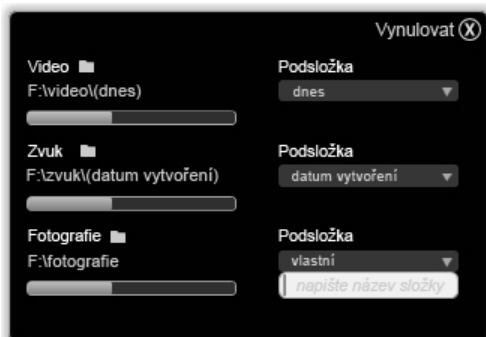 Vynulovat X
Video
Podsložka
F:\video\(dnes)
dnes
Zvuk
Podsložka
F:\zvuk\(datum vytvoření)
datum vytvoření
Fotografie
Podsložka
F:\fotografie
vlastní
napište název složky